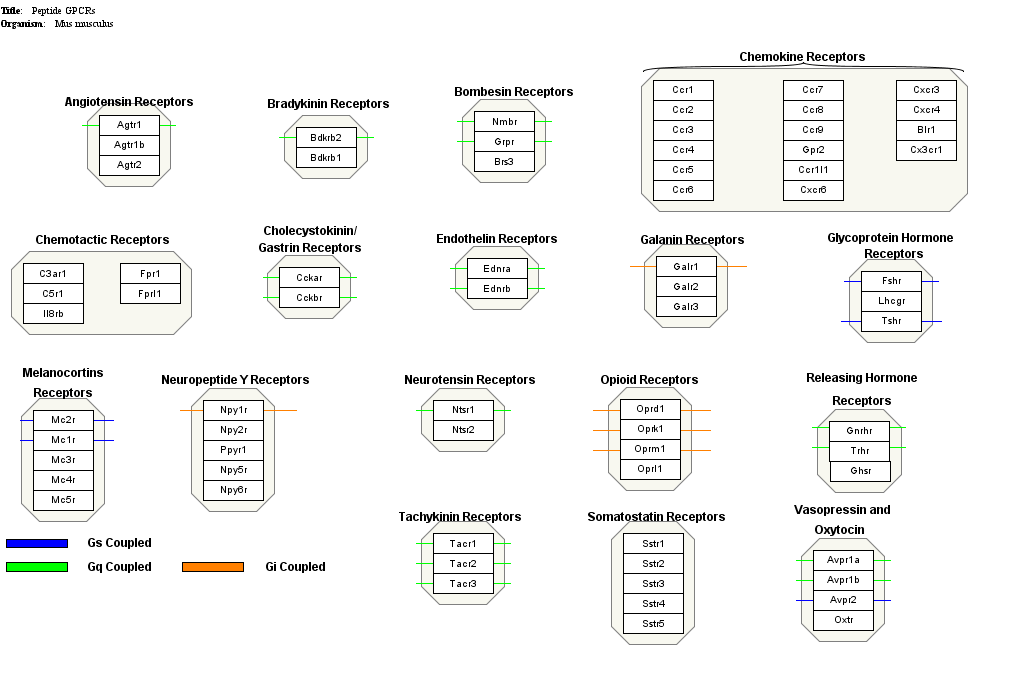 Title: Peptide GPCRs
Organism: Mus musculus
Angiotensin Receptors
Agtr1
Agtr1b
Agtr2
Bradykinin Receptors
Bdkrb2
Bdkrb1
Bombesin Receptors
Nmbr
Grpr
Brs3
Chemokine Receptors
Ccr1
Ccr2
Ccr3
Ccr4
Ccr5
Ccr6
Ccr7
Ccr8
Ccr9
Gpr2
Ccr1l1
Cxcr6
Cxcr3
Cxcr4
Blr1
Cx3cr1
Chemotactic Receptors
C3ar1
C5r1
Il8rb
Fpr1
Fprl1
Cholecystokinin/
Gastrin Receptors
Cckar
Cckbr
Endothelin Receptors
Ednra
Ednrb
Galanin Receptors
Galr1
Galr2
Galr3
Glycoprotein Hormone
Receptors
Fshr
Lhcgr
Tshr
Melanocortins
Receptors
Mc2r
Mc1r
Mc3r
Mc4r
Mc5r
Neuropeptide Y Receptors
Npy1r
Npy2r
Ppyr1
Npy5r
Npy6r
Neurotensin Receptors
Ntsr1
Ntsr2
Opioid Receptors
Oprd1
Oprk1
Oprm1
Oprl1
Releasing Hormone
Receptors
Gnrhr
Trhr
Ghsr
Gs Coupled
Gq Coupled
Gi Coupled
Tachykinin Receptors
Tacr1
Tacr2
Tacr3
Somatostatin Receptors
Sstr1
Sstr2
Sstr3
Sstr4
Sstr5
Vasopressin and
Oxytocin
Avpr1a
Avpr1b
Avpr2
Oxtr